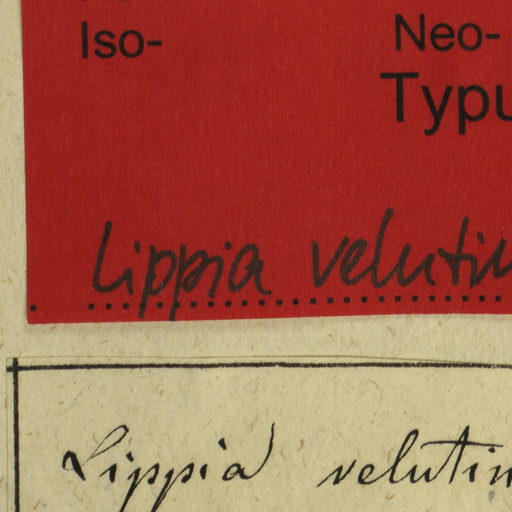 Iso- Neo-
Typu
Lippia velutin
Lippia velutin